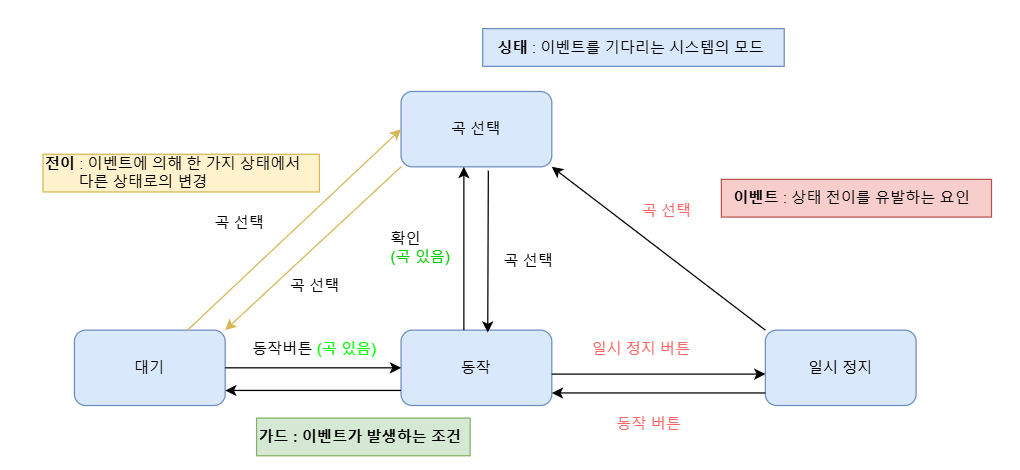 싱태 : 이벤트를 기다리는 시스템의 모드
곡 선택
전이 : 이벤트에 의해 한 가지 상태에서
다른 상태로의 변경
이벤트 : 상태 전이를 유발하는 요인
곡 선택
곡 선택
확인
(곡 있음)
곡 선택
곡 선택
동작버튼 (곡 있음)
일시 정지 버튼
대기
동작
일시 정지
동작 버튼
가드 : 이벤트가 발생하는 조건